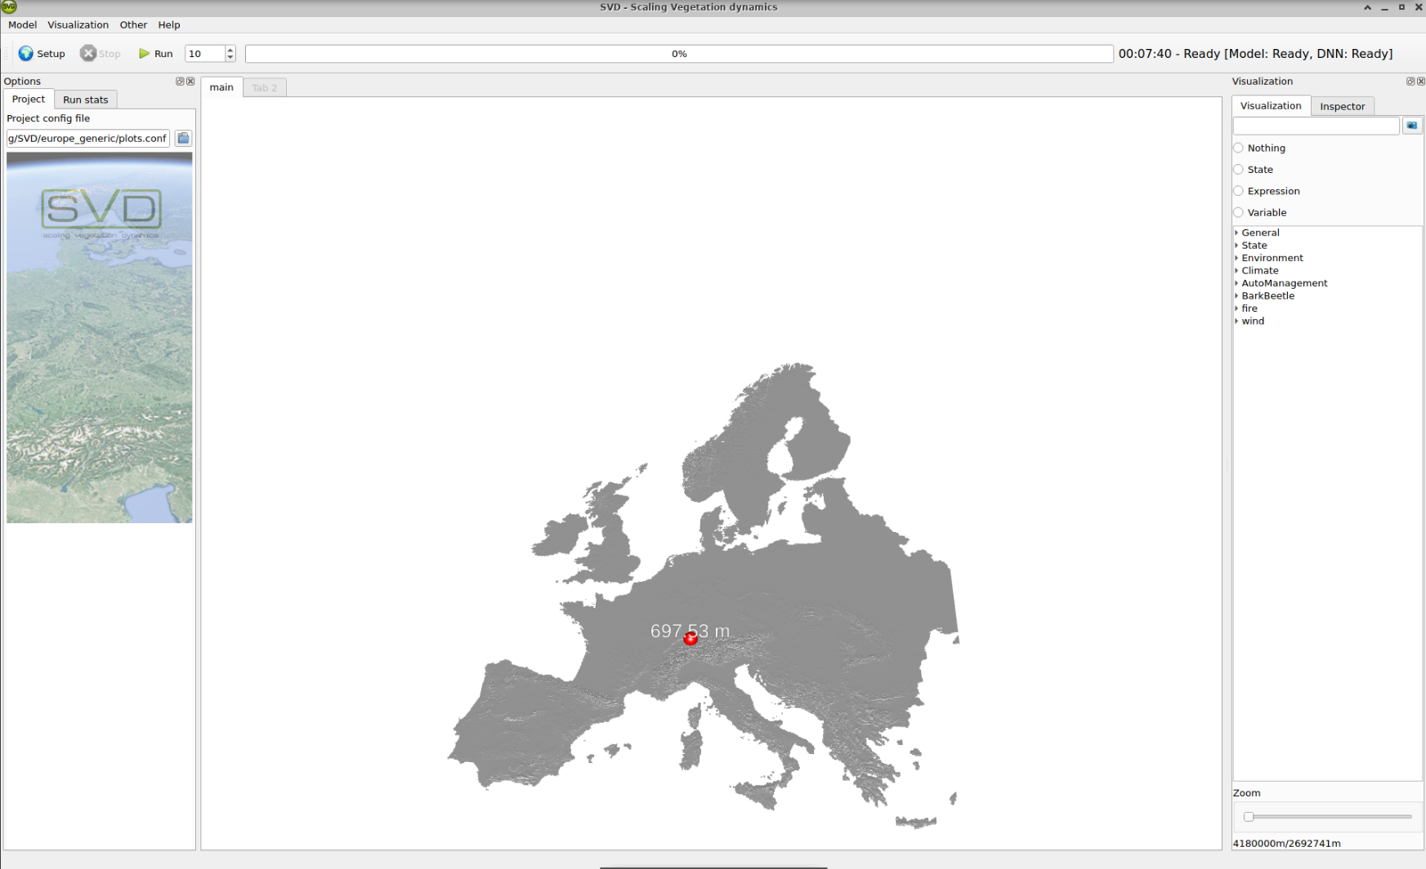 SVD - Scaling Vegetation dynamics
Model Visualization Other Help
Setup Stop Run 10 0% 00:07:40 - Ready [Model: Ready, DNN: Ready]
Options
Project Run stats
Project config file
g/SVD/europe_generic/plots.conf
SVD
scaling vegetation dynamics
main Tab 2
697.53 m
Visualization
Visualization Inspector
Nothing
State
Expression
Variable
General
State
Environment
Climate
AutoManagement
BarkBeetle
fire
wind
Zoom
4180000m/2692741m